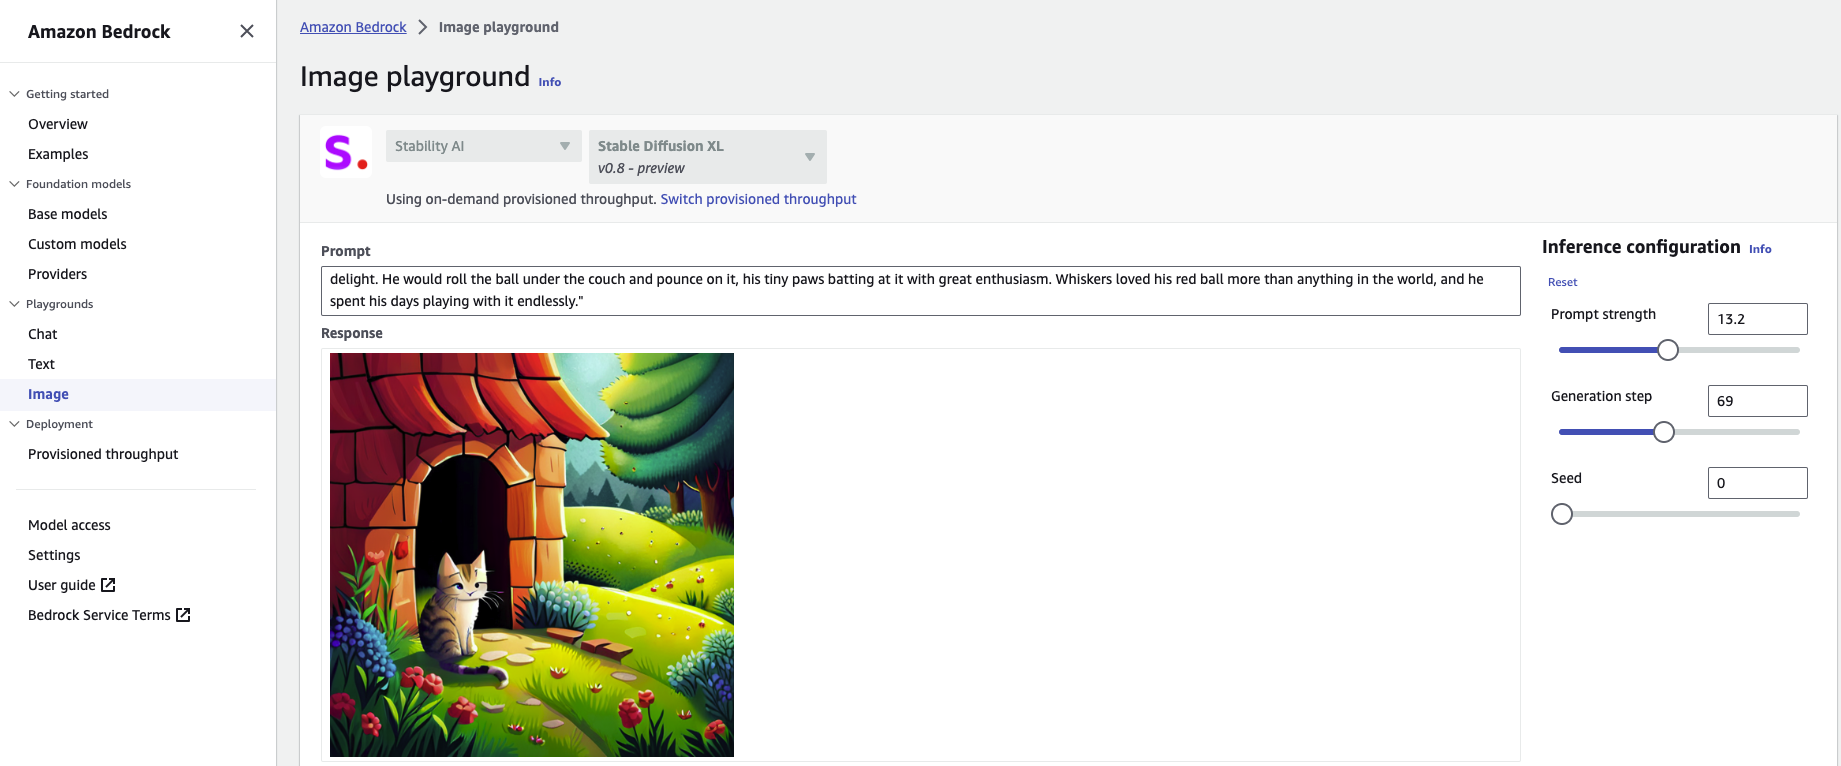 Amazon Bedrock
Getting started
Overview
Examples
Foundation models
Base models
Custom models
Providers
Playgrounds
Chat
Text
Image
Deployment
Provisioned throughput
Model access
Settings
User guide
Bedrock Service Terms
Amazon Bedrock > Image playground
Image playground Info
S.
Stability AI
Stable Diffusion XL
v0.8 - preview
Using on-demand provisioned throughput. Switch provisioned throughput
Prompt
delight. He would roll the ball under the couch and pounce on it, his tiny paws batting at it with great enthusiasm. Whiskers loved his red ball more than anything in the world, and he
spent his days playing with it endlessly."
Response
Inference configuration Info
Reset
Prompt strength 13.2
Generation step 69
Seed 0